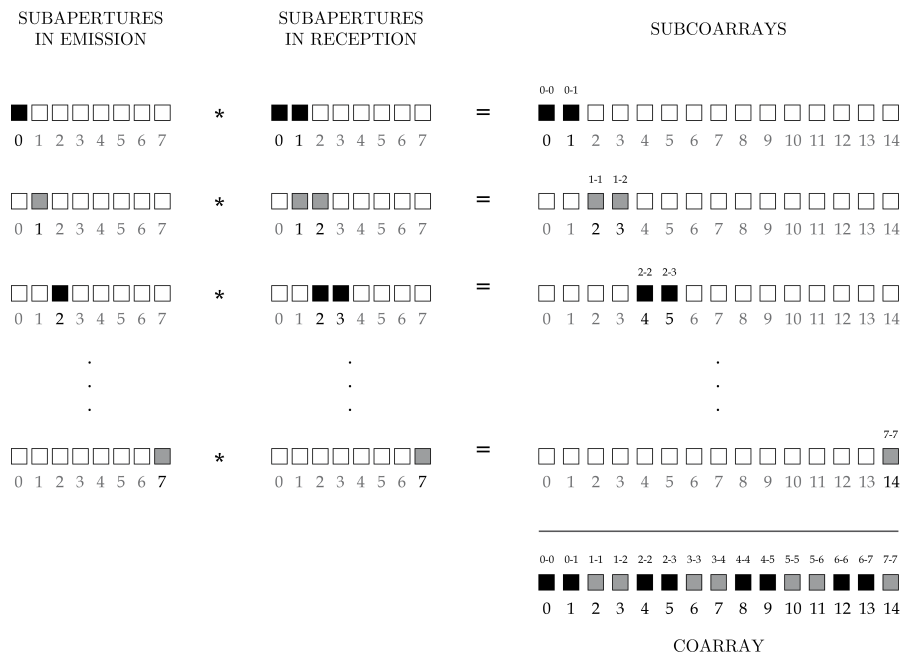 SUBAPERTURES IN EMISSION
SUBAPERTURES IN RECEPTION
SUBCOARRAYS
0-0 0-1
* =
0 1 2 3 4 5 6 7 0 1 2 3 4 5 6 7 0 1 2 3 4 5 6 7 8 9 10 11 12 13 14
1-1 1-2
* =
0 1 2 3 4 5 6 7 0 1 2 3 4 5 6 7 0 1 2 3 4 5 6 7 8 9 10 11 12 13 14
2-2 2-3
* =
0 1 2 3 4 5 6 7 0 1 2 3 4 5 6 7 0 1 2 3 4 5 6 7 8 9 10 11 12 13 14
. . .
. . .
. . .
7-7
* =
0 1 2 3 4 5 6 7 0 1 2 3 4 5 6 7 0 1 2 3 4 5 6 7 8 9 10 11 12 13 14
0-0 0-1 1-1 1-2 2-2 2-3 3-3 3-4 4-4 4-5 5-5 5-6 6-6 6-7 7-7
0 1 2 3 4 5 6 7 8 9 10 11 12 13 14
COARRAY